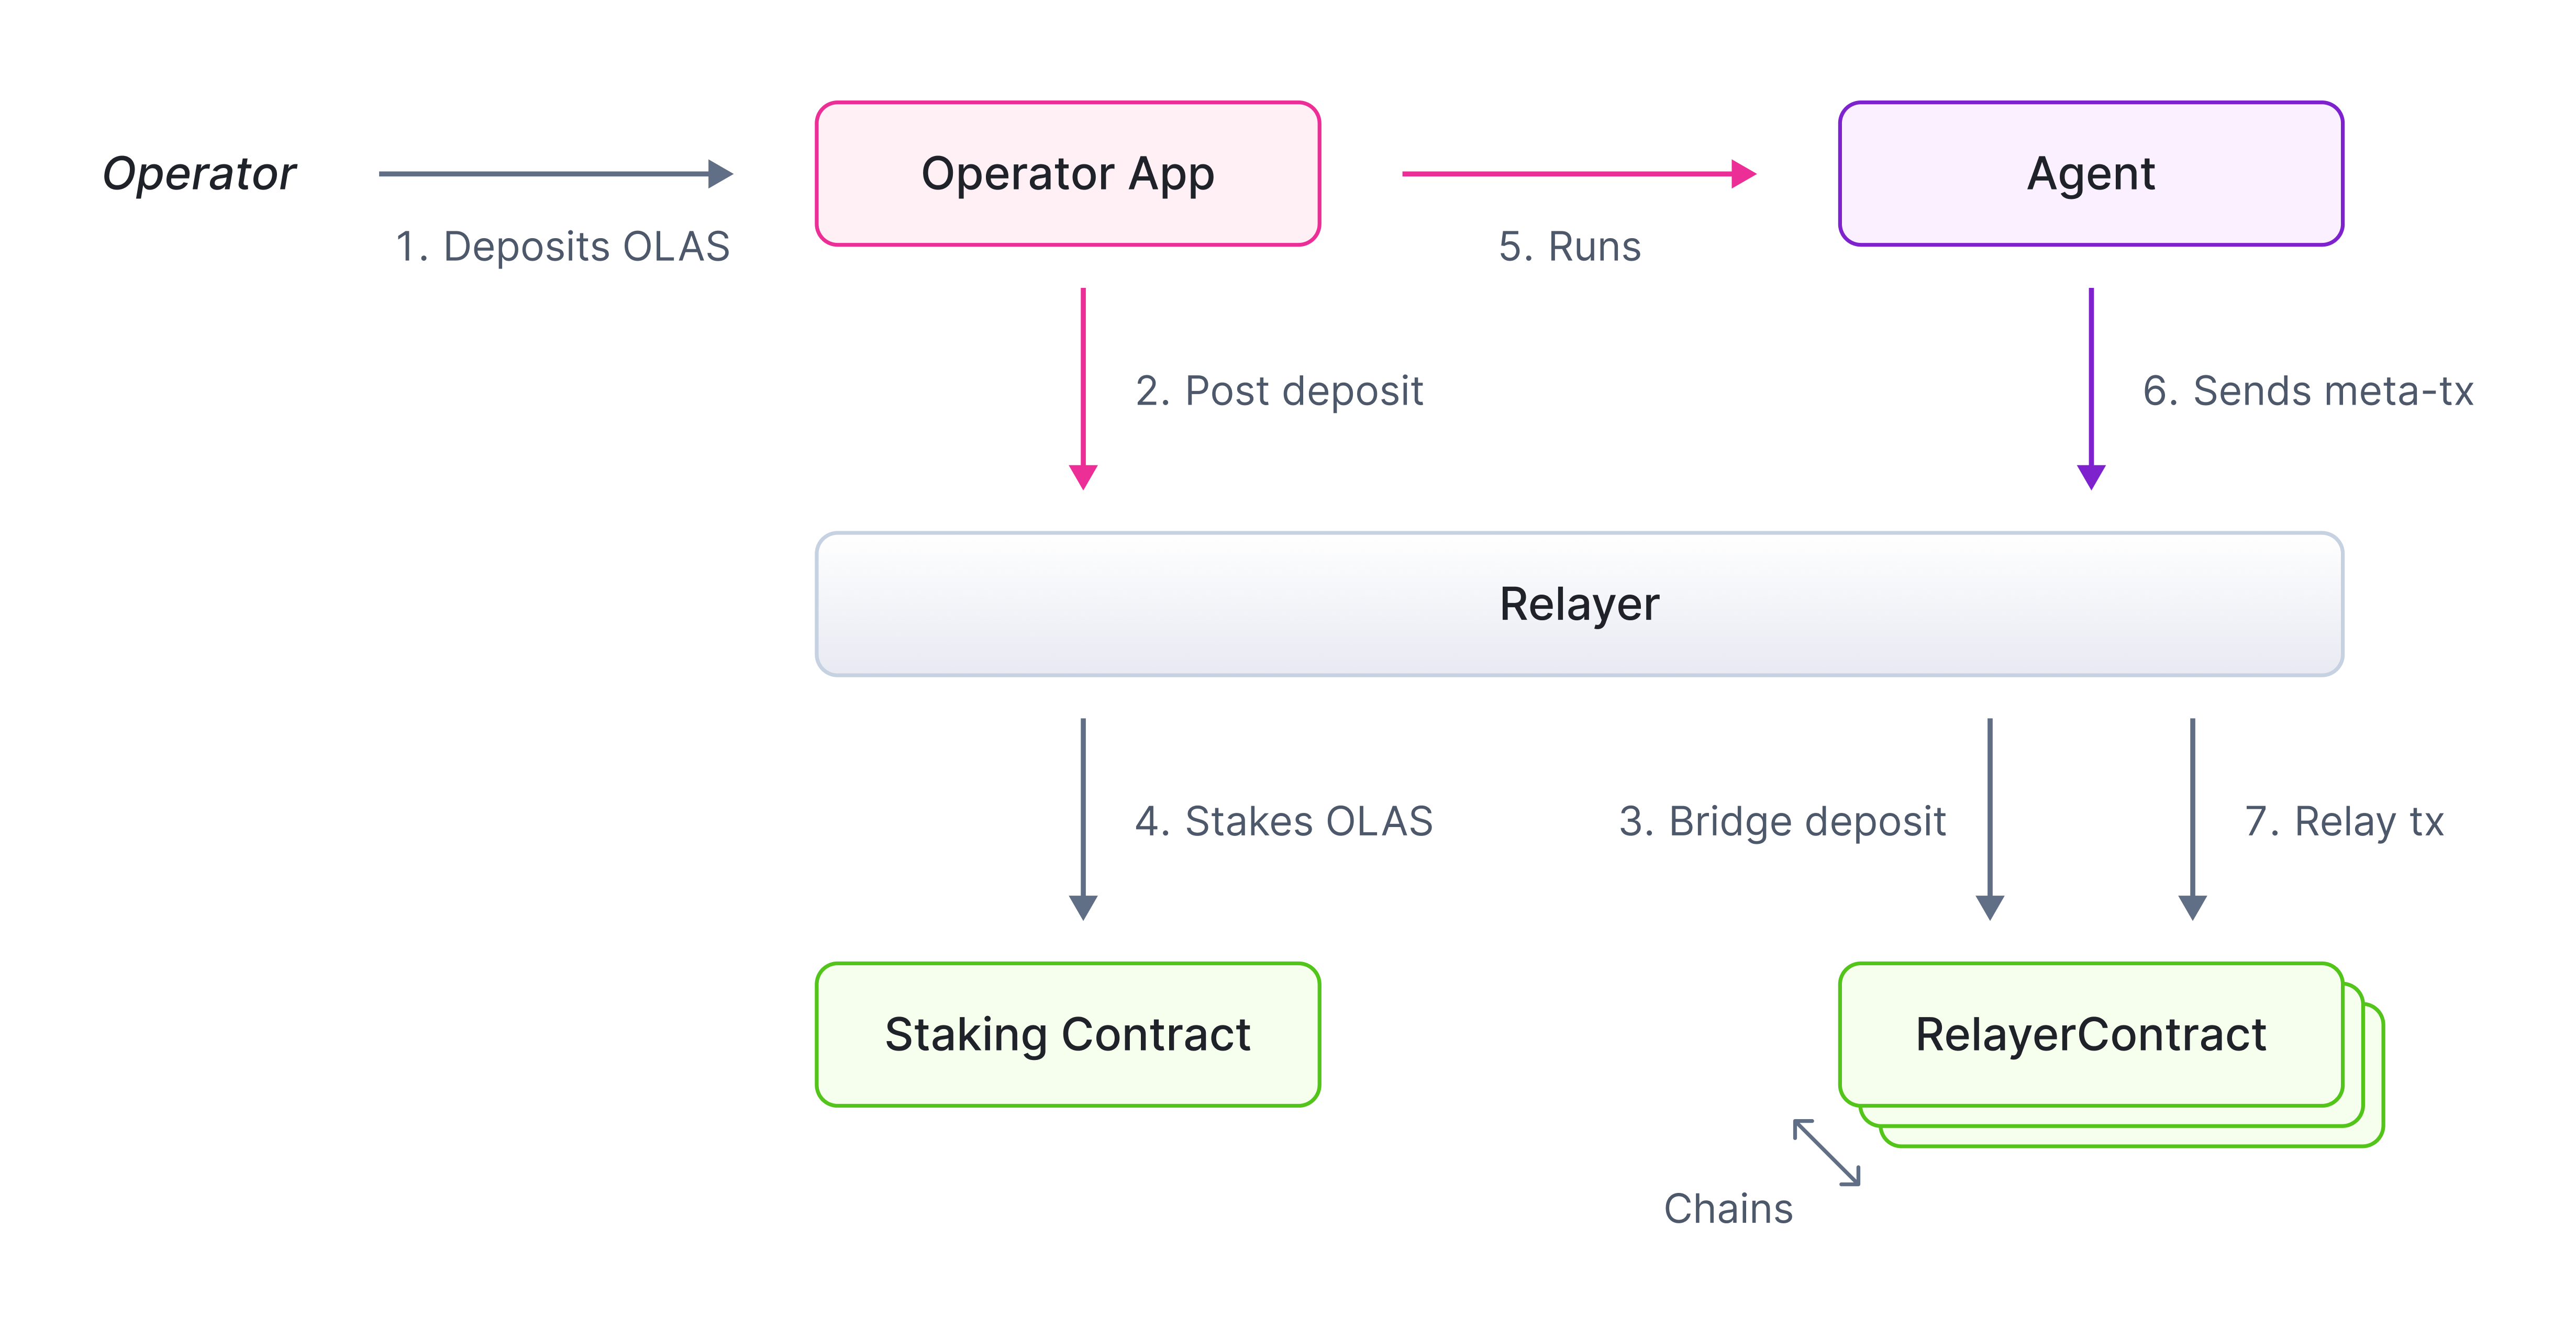 Operator
Operator App
Agent
1. Deposits OLAS
5. Runs
2. Post deposit
6. Sends meta-tx
Relayer
4. Stakes OLAS
3. Bridge deposit
7. Relay tx
Staking Contract
RelayerContract
Chains